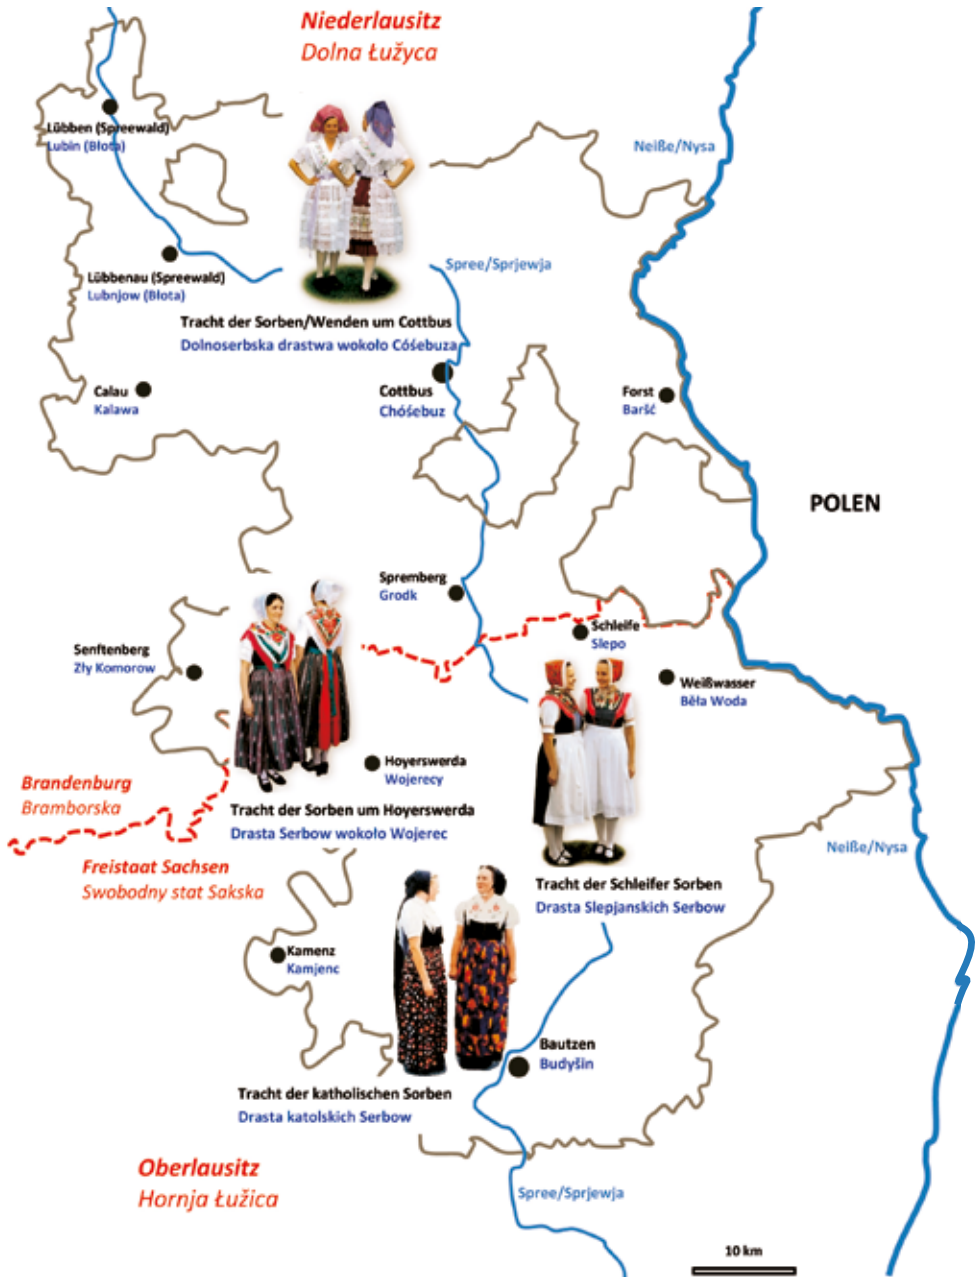 Niederlausitz
Dolna Łužyca
Lübben (Spreewald)
Lubin (Błota)
Neiße/Nysa
Lübbenau (Spreewald)
Lubnjow (Błota)
Spree/Sprjewja
Tracht der Sorben/Wenden um Cottbus
Dolnoserbska drastwa wokoło Cóśebuza
Calau
Kalawa
Cottbus
Chóśebuz
Forst
Baršć
POLEN
Spremberg
Grodk
Schleife
Slepo
Senftenberg
Zły Komorow
Weißwasser
Běła Woda
Hoyerswerda
Wojerecy
Brandenburg
Bramborska
Tracht der Sorben um Hoyerswerda
Drasta Serbow wokoło Wojerec
Neiße/Nysa
Freistaat Sachsen
Swobodny stat Sakska
Tracht der Schleifer Sorben
Drasta Slepjanskich Serbow
Kamenz
Kamjenc
Bautzen
Budyšin
Tracht der katholischen Sorben
Drasta katolskich Serbow
Oberlausitz
Hornja Łužica
Spree/Sprjewja
10 km